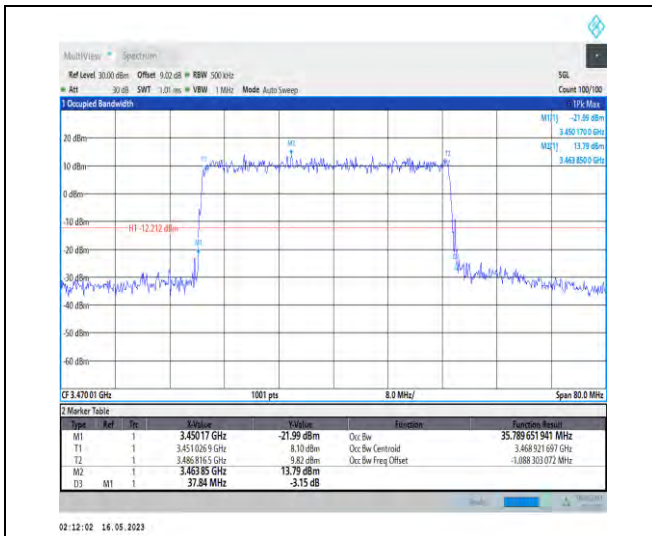 MultiView Spectrum
Ref Level 30.00 dBm Offset 9.02 dB RBW 500 kHz SGL
Att 30 dB SWT 1.01 ms VBW 1 MHz Mode Auto Sweep Count 100/100
1 Occupied Bandwidth 1Pk Max
M1[1] -21.99 dBm
3.450 170 0 GHz
M2[1] 13.79 dBm
3.463 850 0 GHz
20 dBm
M2
T1
T2
10 dBm
0 dBm
-10 dBm
H1 -12.212 dBm
M1
-20 dBm
-30 dBm
-40 dBm
-50 dBm
-60 dBm
CF 3.470 01 GHz 1001 pts 8.0 MHz/ Span 80.0 MHz
2 Marker Table
Type Ref Trc X-Value Y-Value Function Function Result
M1 1 3.45017 GHz -21.99 dBm Occ Bw 35.789 651 941 MHz
T1 1 3.451 026 9 GHz 8.10 dBm Occ Bw Centroid 3.468 921 697 GHz
T2 1 3.486 816 5 GHz 9.82 dBm Occ Bw Freq Offset -1.088 303 072 MHz
M2 1 3.463 85 GHz 13.79 dBm
D3 M1 1 37.84 MHz -3.15 dB
02:12:02 16.05.2023